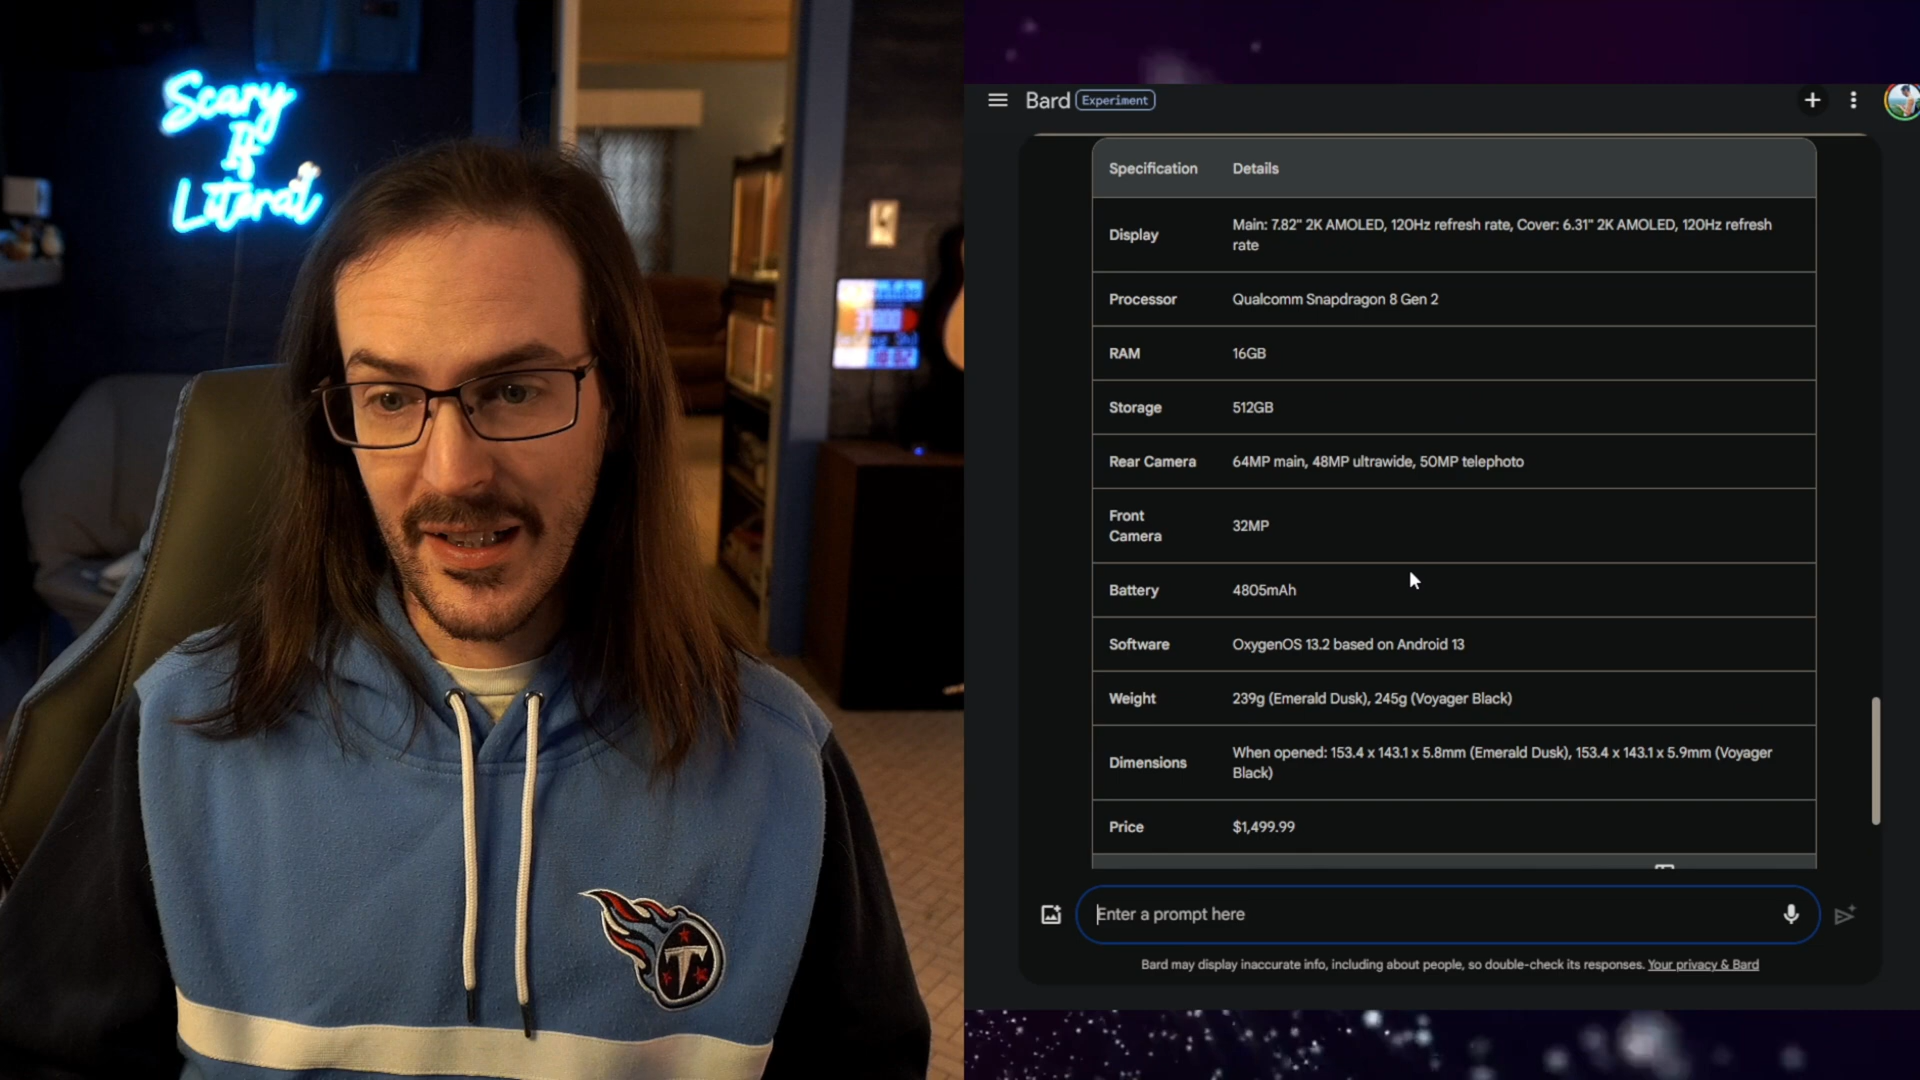 Scary
If
Literal
Bard Experiment
Specification Details
Display Main: 7.82" 2K AMOLED, 120Hz refresh rate, Cover: 6.31" 2K AMOLED, 120Hz refresh
rate
Processor Qualcomm Snapdragon 8 Gen 2
RAM 16GB
Storage 512GB
Rear Camera 64MP main, 48MP ultrawide, 50MP telephoto
Front
Camera 32MP
Battery 4805mAh
Software OxygenOS 13.2 based on Android 13
Weight 239g (Emerald Dusk), 245g (Voyager Black)
Dimensions When opened: 153.4 x 143.1 x 5.8mm (Emerald Dusk), 153.4 x 143.1 x 5.9mm (Voyager
Black)
Price $1,499.99
Enter a prompt here
Bard may display inaccurate info, including about people, so double-check its responses. Your privacy & Bard
T